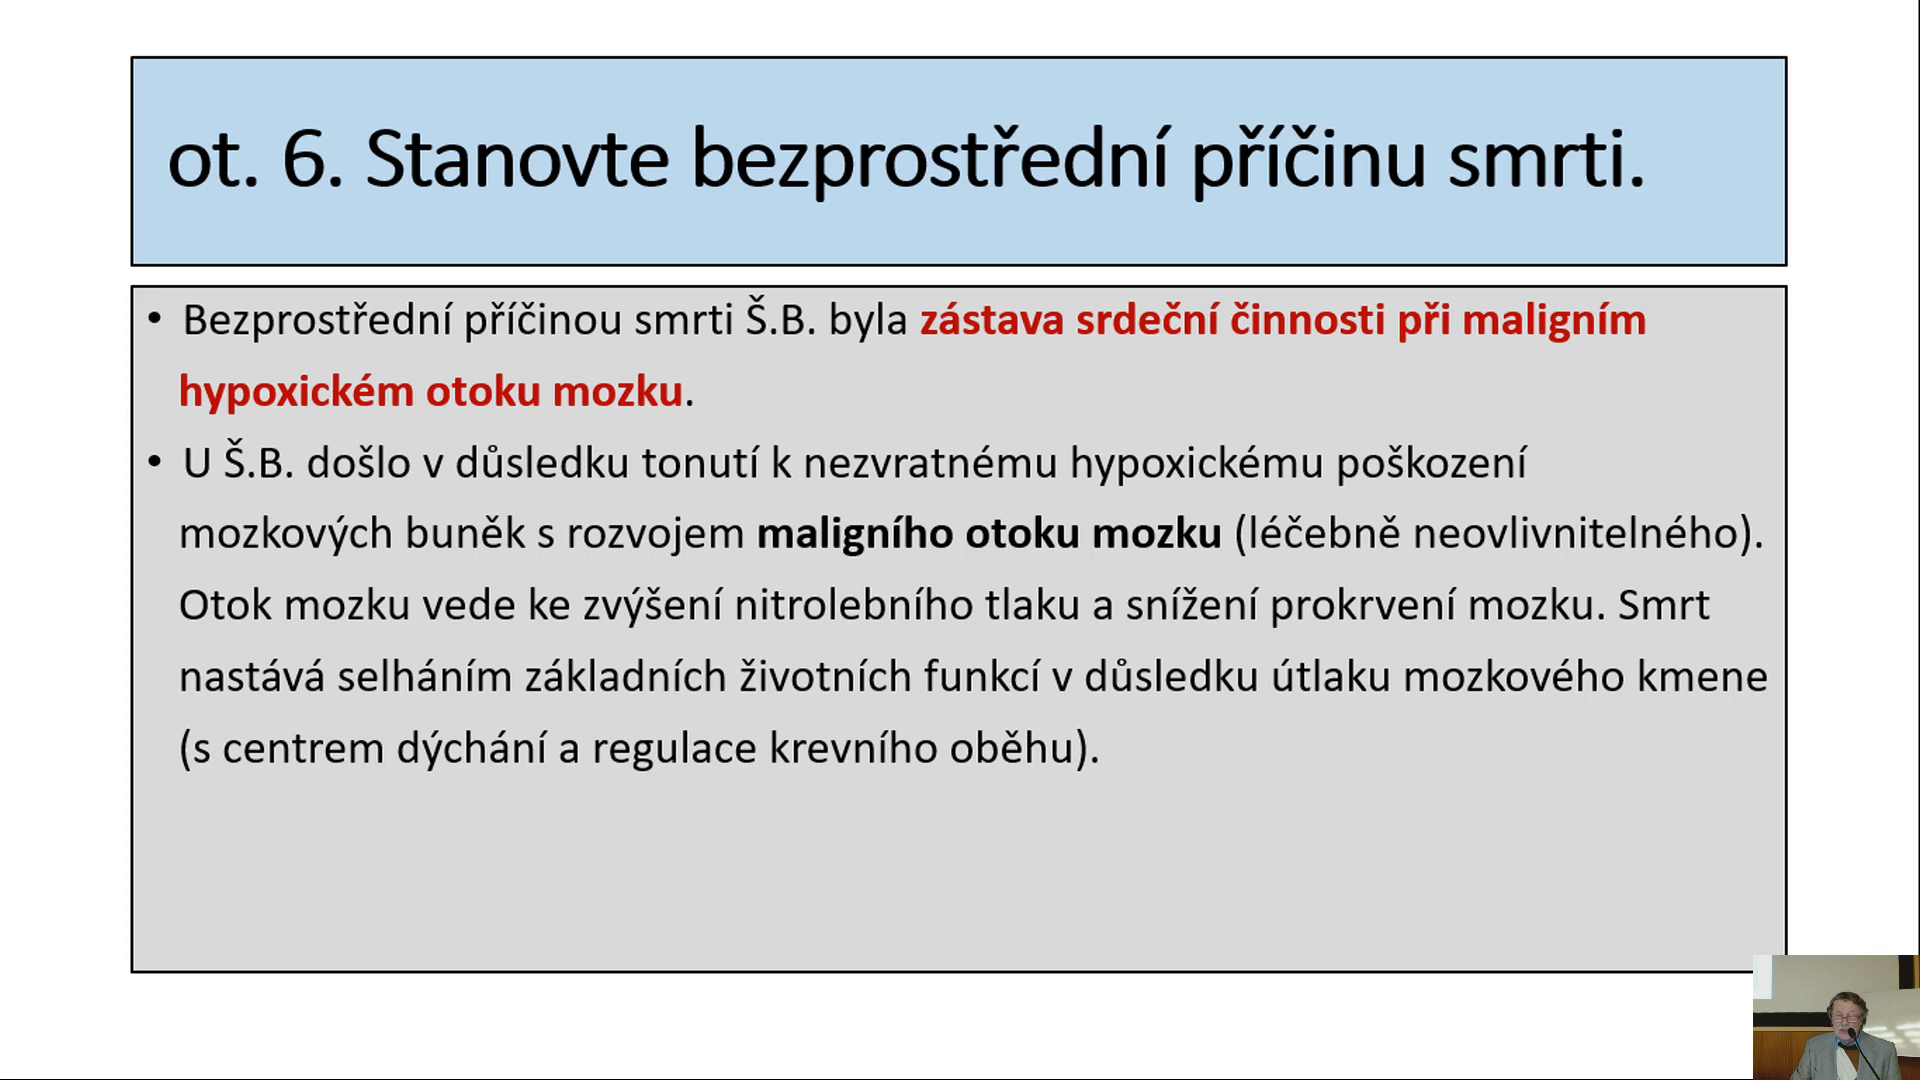 ot. 6. Stanovte bezprostřední příčinu smrti.
• Bezprostřední příčinou smrti Š.B. byla zástava srdeční činnosti při maligním
hypoxickém otoku mozku.
• U Š.B. došlo v důsledku tonutí k nezvratnému hypoxickému poškození
mozkových buněk s rozvojem maligního otoku mozku (léčebně neovlivnitelného).
Otok mozku vede ke zvýšení nitrolebního tlaku a snížení prokrvení mozku. Smrt
nastává selháním základních životních funkcí v důsledku útlaku mozkového kmene
(s centrem dýchání a regulace krevního oběhu).